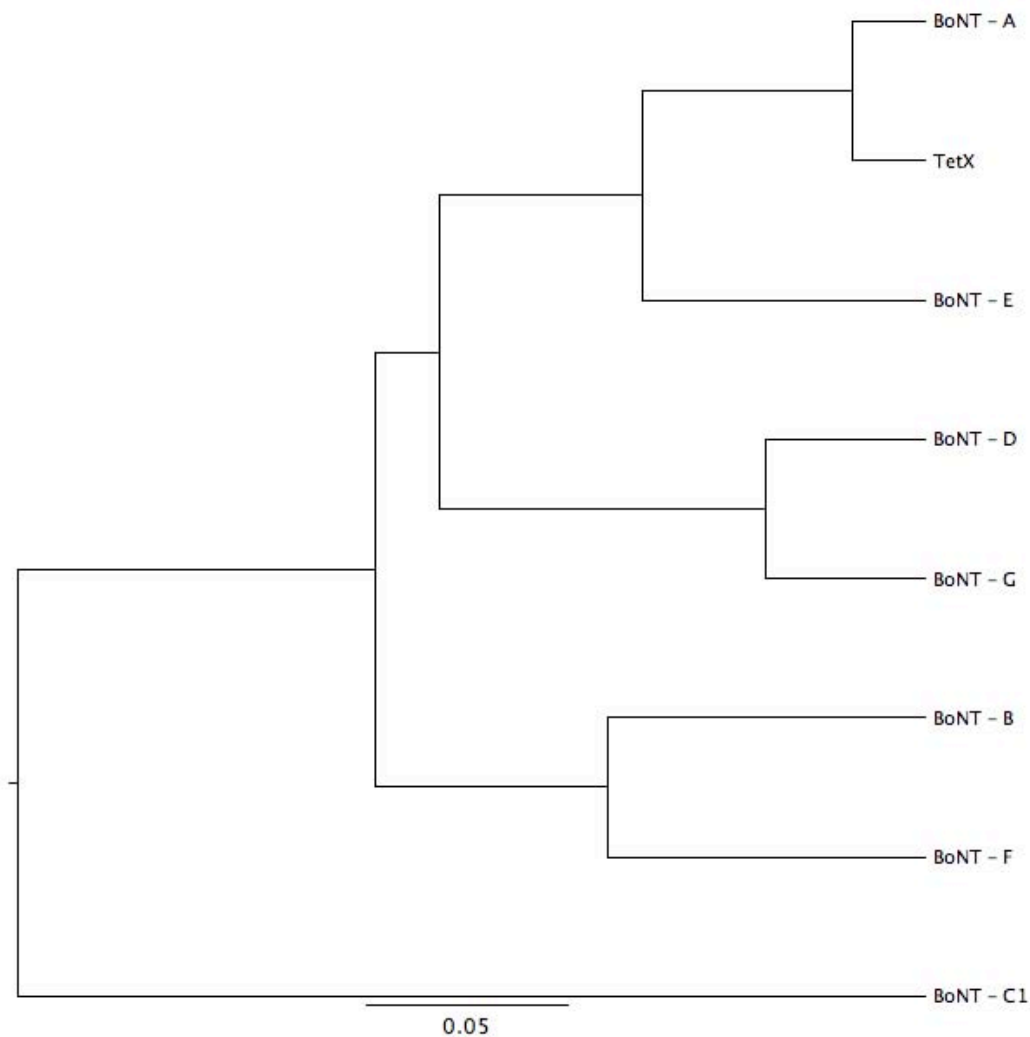 BoNT – A
TetX
BoNT – E
BoNT – D
BoNT – G
BoNT – B
BoNT – F
BoNT – C1
0.05